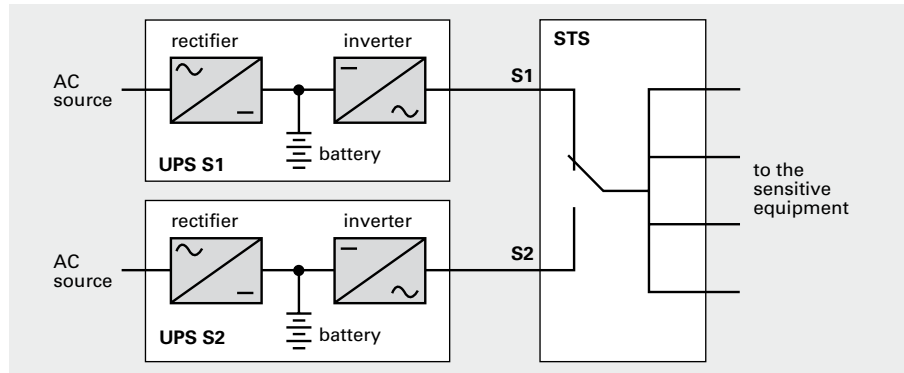 rectifier
inverter
AC
source
battery
UPS S1
S1
STS
to the
sensitive
equipment
rectifier
inverter
AC
source
battery
UPS S2
S2